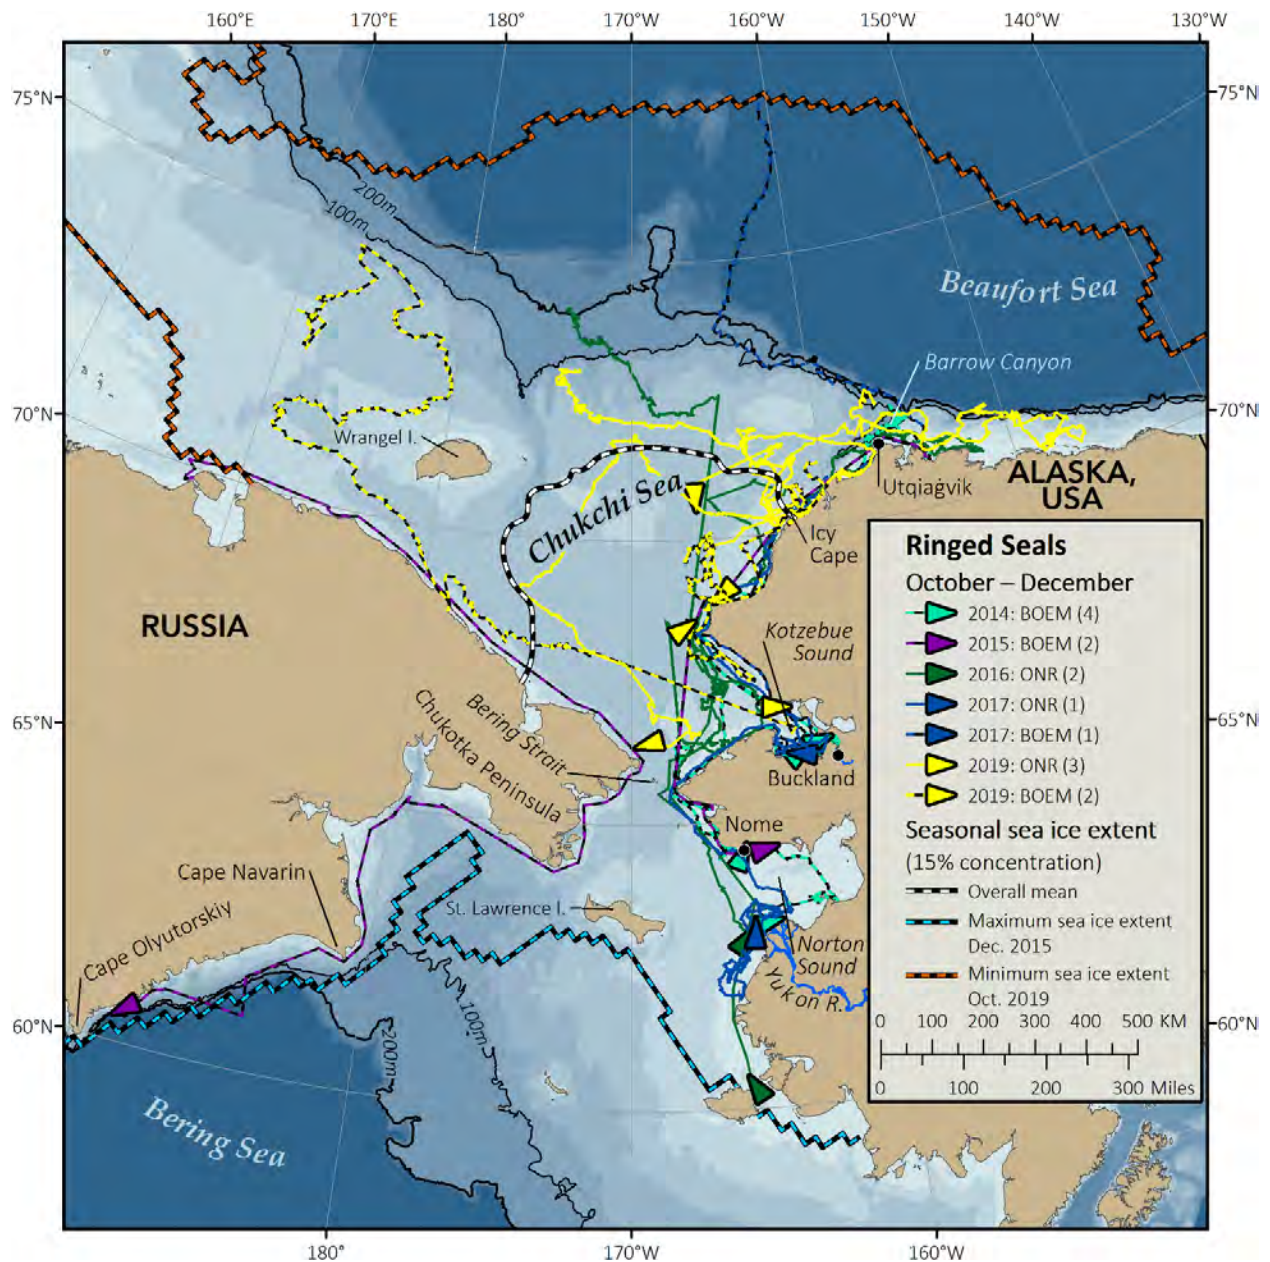 160°E 170°E 180° 170°W 160°W 150°W 140°W 130°W
75°N
75°N
200m
100m
Beaufort Sea
Barrow Canyon
70°N
70°N
Wrangel I.
Chukchi Sea
Utqiaġvik
ALASKA,
USA
Icy
Cape
RUSSIA
Kotzebue
Sound
65°N
65°N
Bering Strait
Chukotka Peninsula
Buckland
Nome
Cape Navarin
St. Lawrence I.
Cape Olyutorskiy
Norton
Sound
Yukon R.
60°N
60°N
100m
200m
Bering Sea
Ringed Seals
October – December
2014: BOEM (4)
2015: BOEM (2)
2016: ONR (2)
2017: ONR (1)
2017: BOEM (1)
2019: ONR (3)
2019: BOEM (2)
Seasonal sea ice extent
(15% concentration)
Overall mean
Maximum sea ice extent
Dec. 2015
Minimum sea ice extent
Oct. 2019
0 100 200 300 400 500 KM
0 100 200 300 Miles
180° 170°W 160°W